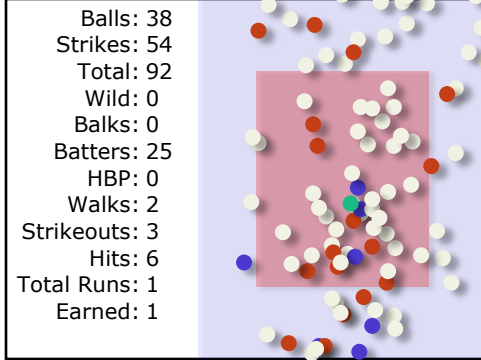 Balls: 38
Strikes: 54
Total: 92
Wild: 0
Balks: 0
Batters: 25
HBP: 0
Walks: 2
Strikeouts: 3
Hits: 6
Total Runs: 1
Earned: 1